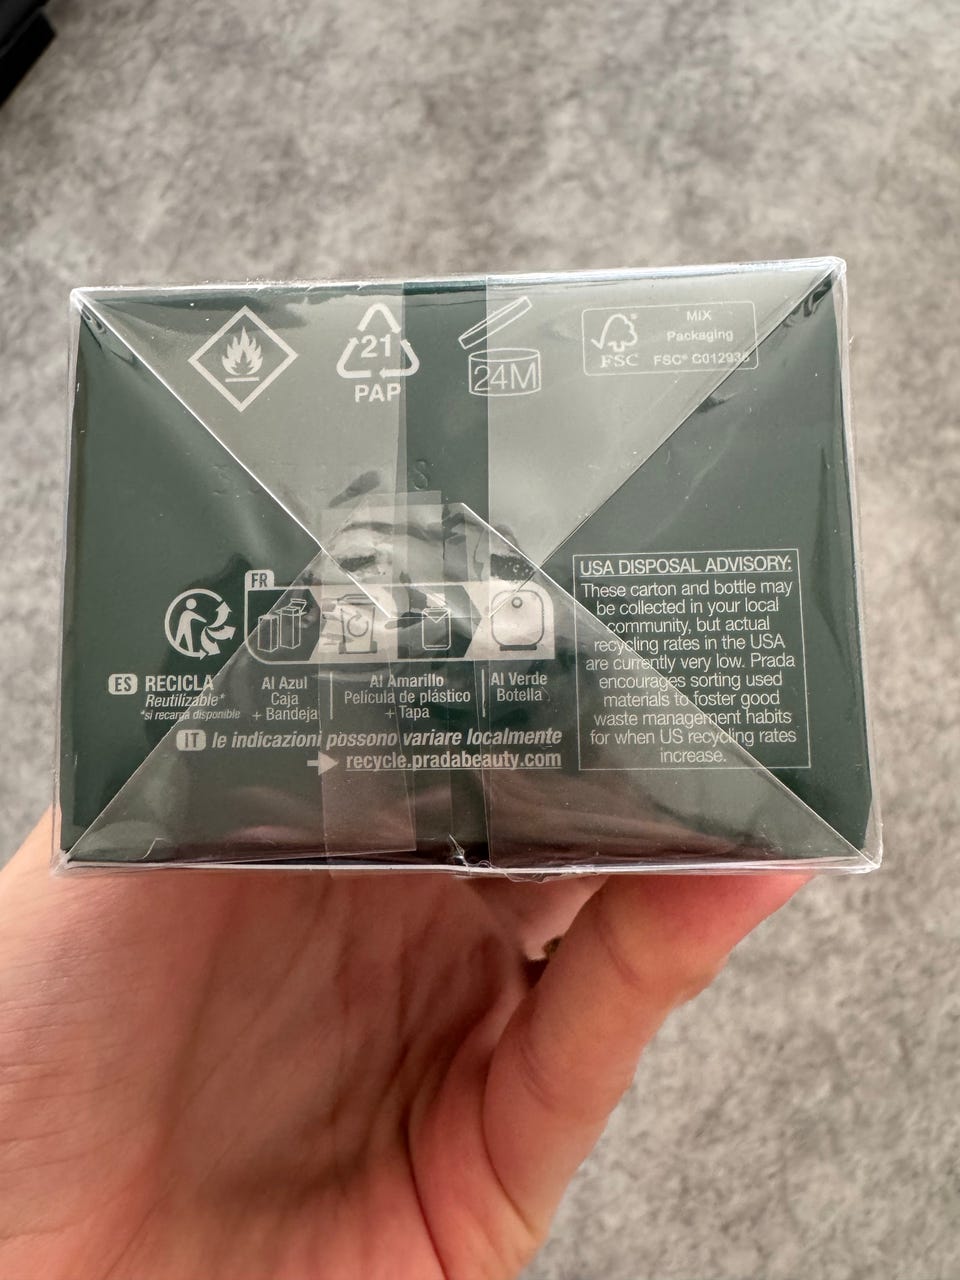 21
PAP
24M
FSC
MIX
Packaging
FSC® C012935
FR
ES RECICLA
Reutilizable*
*si recarga disponible
Al Azul
Caja
+ Bandeja
Al Amarillo
Película de plástico
+ Tapa
Al Verde
Botella
IT le indicazioni possono variare localmente
recycle.pradabeauty.com
USA DISPOSAL ADVISORY:
These carton and bottle may
be collected in your local
community, but actual
recycling rates in the USA
are currently very low. Prada
encourages sorting used
materials to foster good
waste management habits
for when US recycling rates
increase.